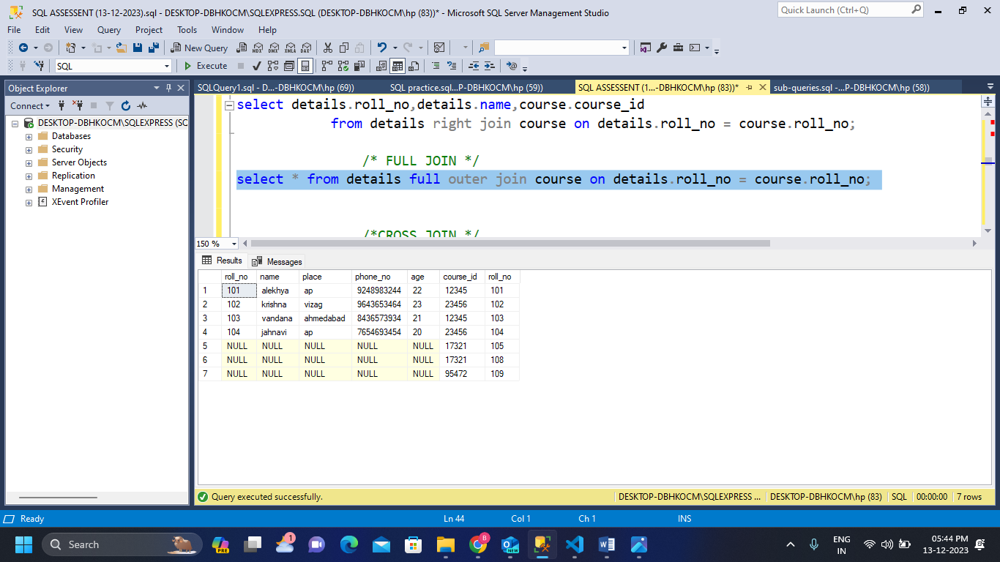 SQL ASSESSENT (13-12-2023).sql - DESKTOP-DBHKOCM\SQLEXPRESS.SQL (DESKTOP-DBHKOCM\hp (83))* - Microsoft SQL Server Management Studio
Quick Launch (Ctrl+Q)
File Edit View Query Project Tools Window Help
New Query MDX DMX XMLA DAX
SQL Execute
Object Explorer
SQLQuery1.sql - D...-DBHKOCM\hp (69)) SQL practice.sql...P-DBHKOCM\hp (59)) SQL ASSESSENT (1...-DBHKOCM\hp (83))* sub-queries.sql -...P-DBHKOCM\hp (58))
Connect
DESKTOP-DBHKOCM\SQLEXPRESS (SQ
Databases
Security
Server Objects
Replication
Management
XEvent Profiler
select details.roll_no,details.name,course.course_id
from details right join course on details.roll_no = course.roll_no;
/* FULL JOIN */
select * from details full outer join course on details.roll_no = course.roll_no;
/*CROSS JOIN */
150 %
Results Messages
roll_no name place phone_no age course_id roll_no
1 101 alekhya ap 9248983244 22 12345 101
2 102 krishna vizag 9643653464 23 23456 102
3 103 vandana ahmedabad 8436573934 21 12345 103
4 104 jahnavi ap 7654693454 20 23456 104
5 NULL NULL NULL NULL NULL 17321 105
6 NULL NULL NULL NULL NULL 17321 108
7 NULL NULL NULL NULL NULL 95472 109
Query executed successfully. DESKTOP-DBHKOCM\SQLEXPRESS ... DESKTOP-DBHKOCM\hp (83) SQL 00:00:00 7 rows
Ready Ln 44 Col 1 Ch 1 INS
Search PRE 1 B NEW W ENG IN 05:44 PM 13-12-2023